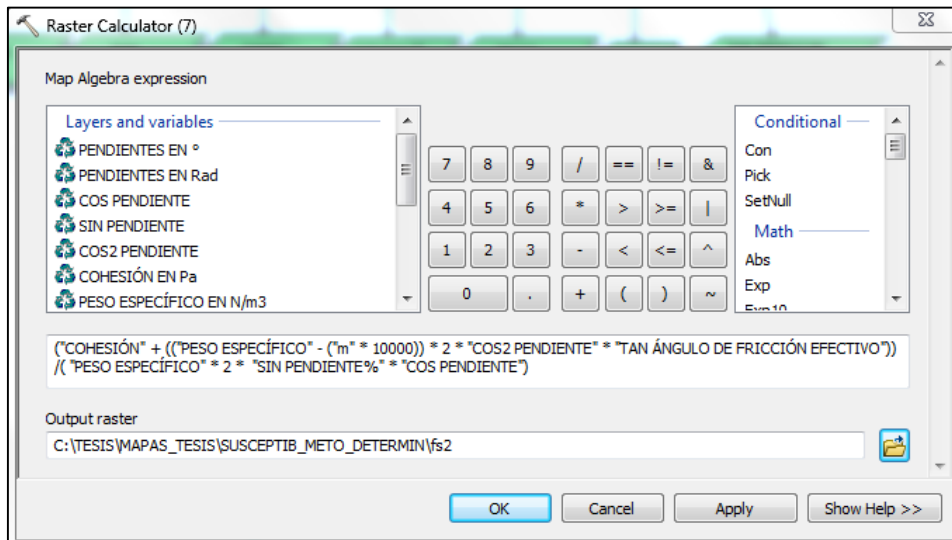 Raster Calculator (7)
Map Algebra expression
Layers and variables
PENDIENTES EN º
PENDIENTES EN Rad
COS PENDIENTE
SIN PENDIENTE
COS2 PENDIENTE
COHESIÓN EN Pa
PESO ESPECÍFICO EN N/m3
7 8 9 / == != &
4 5 6 * > >= |
1 2 3 - < <= ^
0 . + ( ) ~
Conditional
Con
Pick
SetNull
Math
Abs
Exp
Exp10
("COHESIÓN" + (("PESO ESPECÍFICO" - ("m" * 10000)) * 2 * "COS2 PENDIENTE" * "TAN ÁNGULO DE FRICCIÓN EFECTIVO"))
/( "PESO ESPECÍFICO" * 2 * "SIN PENDIENTE%" * "COS PENDIENTE")
Output raster
C:\TESIS\MAPAS_TESIS\SUSCEPTIB_METO_DETERMIN\fs2
OK Cancel Apply Show Help >>